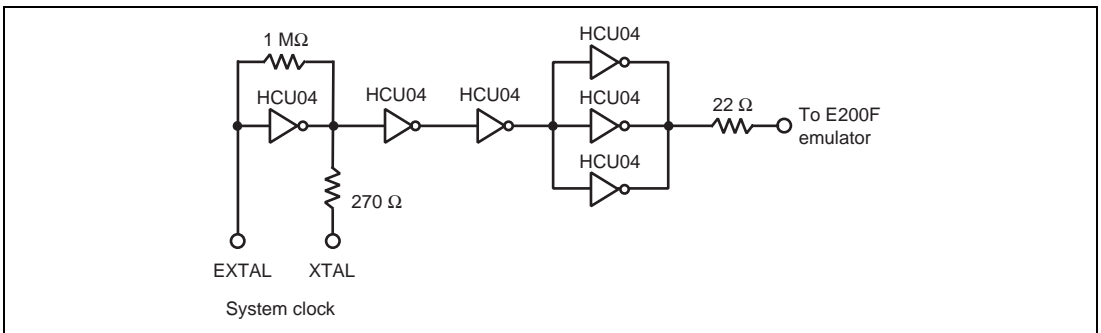 1 MΩ
HCU04
HCU04
HCU04
HCU04
HCU04
HCU04
22 Ω
To E200F
emulator
270 Ω
EXTAL
XTAL
System clock